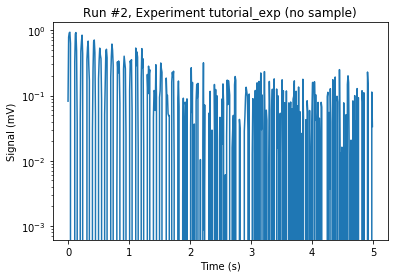 Run #2, Experiment tutorial_exp (no sample)
Signal (mV)
10⁰
10⁻¹
10⁻²
10⁻³
0 1 2 3 4 5
Time (s)